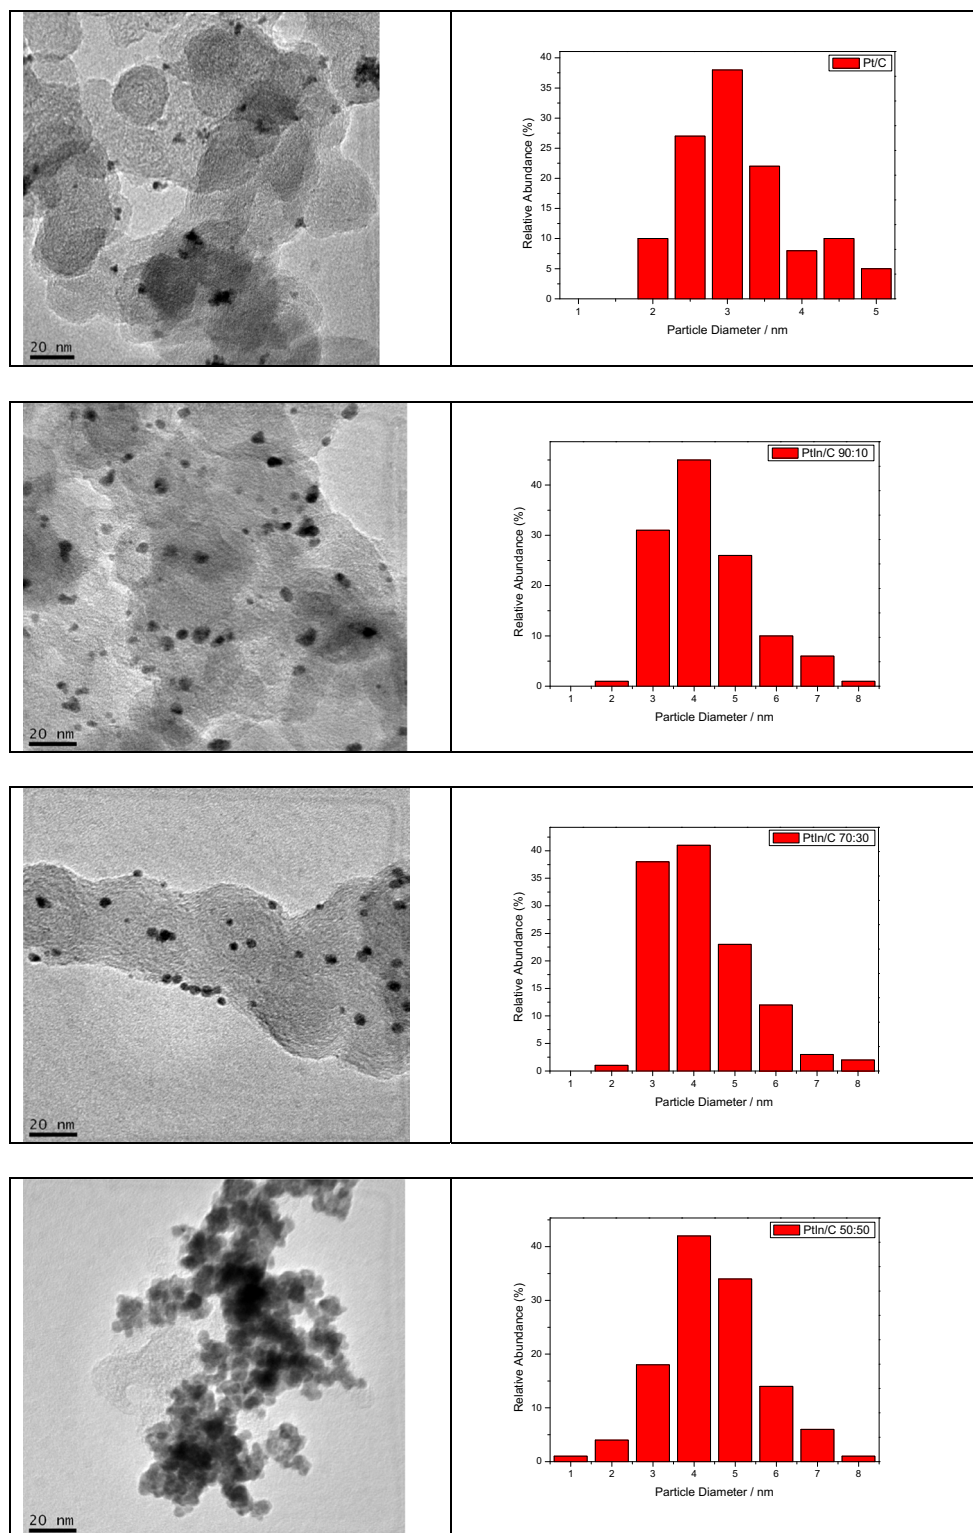 20 nm
Pt/C
40
35
30
25
20
15
10
5
0
Relative Abundance (%)
1 2 3 4 5
Particle Diameter / nm
20 nm
PtIn/C 90:10
40
30
20
10
0
Relative Abundance (%)
1 2 3 4 5 6 7 8
Particle Diameter / nm
20 nm
PtIn/C 70:30
40
35
30
25
20
15
10
5
0
Relative Abundance (%)
1 2 3 4 5 6 7 8
Particle Diameter / nm
20 nm
PtIn/C 50:50
40
30
20
10
0
Relative Abundance (%)
1 2 3 4 5 6 7 8
Particle Diameter / nm